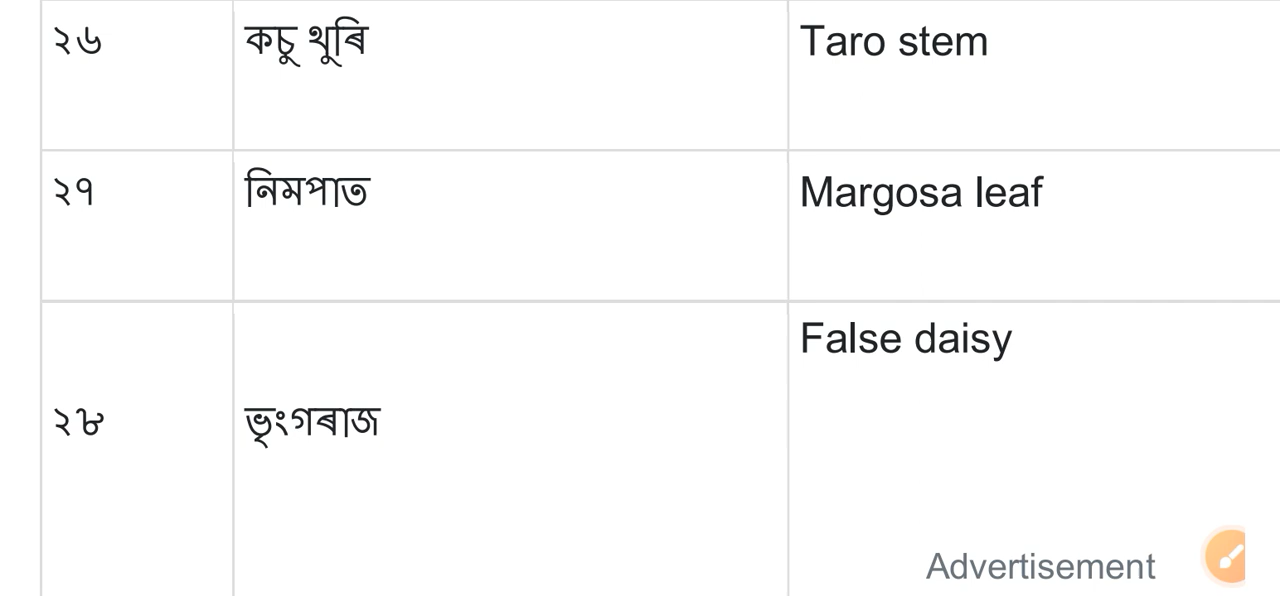 ২৬ কচু থুৰি Taro stem
২৭ নিমপাত Margosa leaf
False daisy
২৮ ভৃংগৰাজ
Advertisement